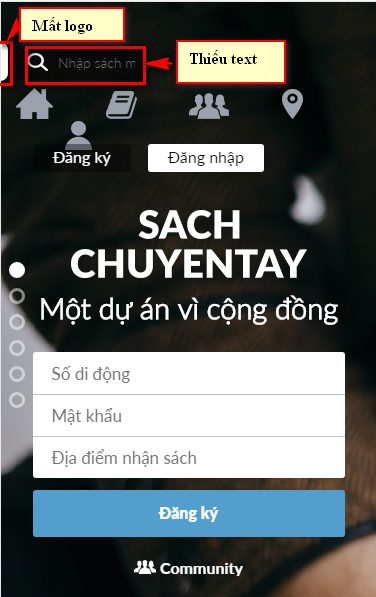 Mất logo
Nhập sách m
Thiếu text
Đăng ký
Đăng nhập
SACH
CHUYENTAY
Một dự án vì cộng đồng
Số di động
Mật khẩu
Địa điểm nhận sách
Đăng ký
Community